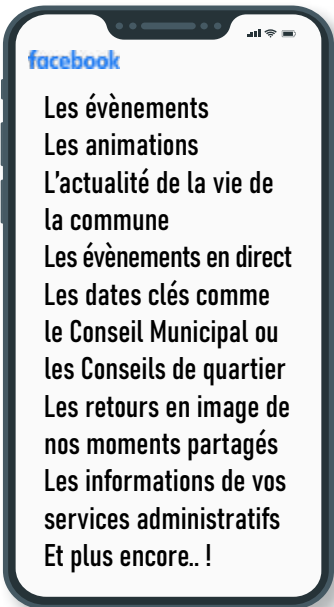 facebook
Les évènements
Les animations
L'actualité de la vie de
la commune
Les évènements en direct
Les dates clés comme
le Conseil Municipal ou
les Conseils de quartier
Les retours en image de
nos moments partagés
Les informations de vos
services administratifs
Et plus encore.. !